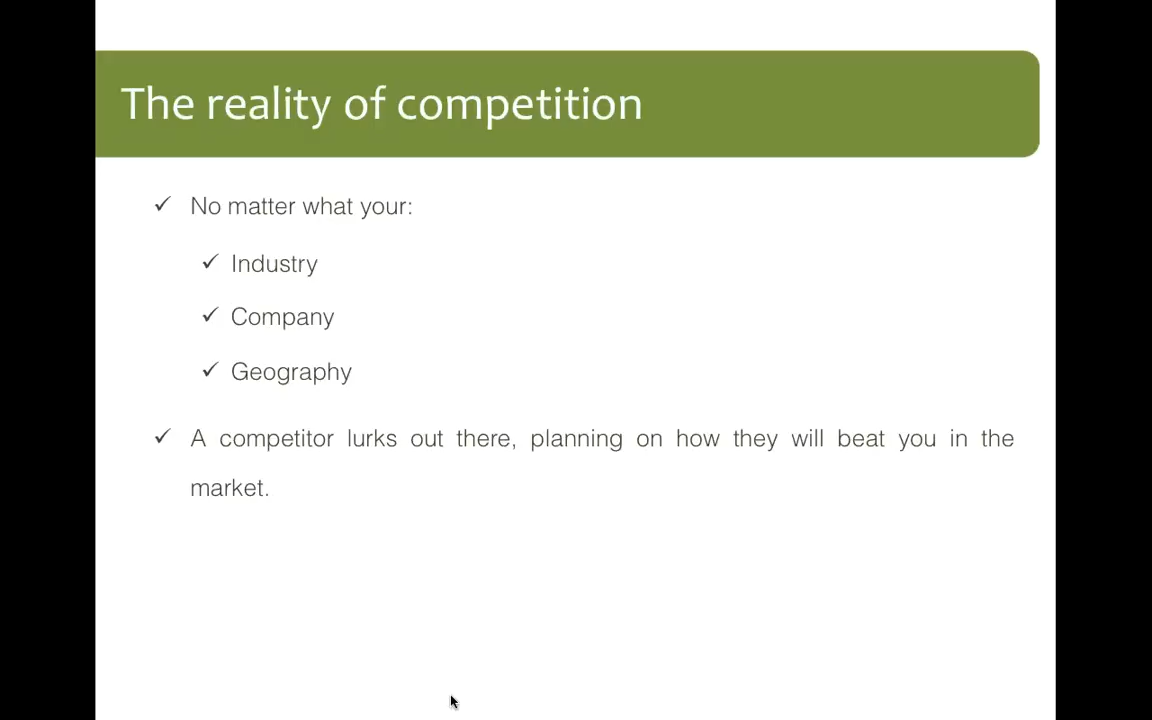 The reality of competition
✓ No matter what your:
✓ Industry
✓ Company
✓ Geography
✓ A competitor lurks out there, planning on how they will beat you in the
market.